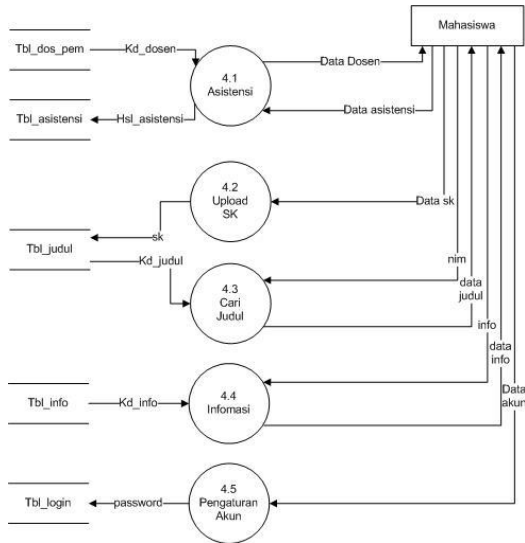 Mahasiswa
Tbl_dos_pem
Kd_dosen
4.1
Asistensi
Data Dosen
Data asistensi
Tbl_asistensi
Hsl_asistensi
4.2
Upload
SK
Data sk
sk
Tbl_judul
Kd_judul
4.3
Cari
Judul
nim
data
judul
info
data
info
Tbl_info
Kd_info
4.4
Infomasi
Data
akun
Tbl_login
password
4.5
Pengaturan
Akun